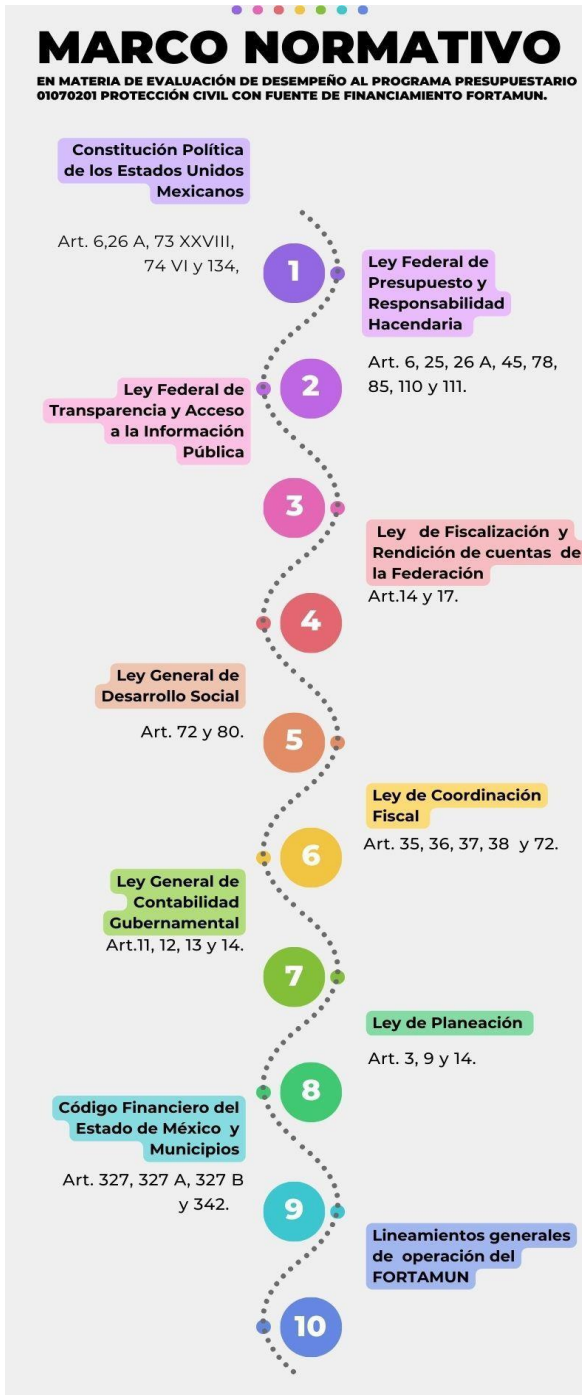 MARCO NORMATIVO
EN MATERIA DE EVALUACIÓN DE DESEMPEÑO AL PROGRAMA PRESUPUESTARIO
01070201 PROTECCIÓN CIVIL CON FUENTE DE FINANCIAMIENTO FORTAMUN.
Constitución Política
de los Estados Unidos
Mexicanos
Art. 6,26 A, 73 XXVIII,
74 VI y 134,
1
Ley Federal de
Presupuesto y
Responsabilidad
Hacendaria
Art. 6, 25, 26 A, 45, 78,
85, 110 y 111.
2
Ley Federal de
Transparencia y Acceso
a la Información
Pública
3
Ley de Fiscalización y
Rendición de cuentas de
la Federación
Art.14 y 17.
4
Ley General de
Desarrollo Social
Art. 72 y 80.
5
Ley de Coordinación
Fiscal
Art. 35, 36, 37, 38 y 72.
6
Ley General de
Contabilidad
Gubernamental
Art.11, 12, 13 y 14.
7
Ley de Planeación
Art. 3, 9 y 14.
8
Código Financiero del
Estado de México y
Municipios
Art. 327, 327 A, 327 B
y 342.
9
Lineamientos generales
de operación del
FORTAMUN
10